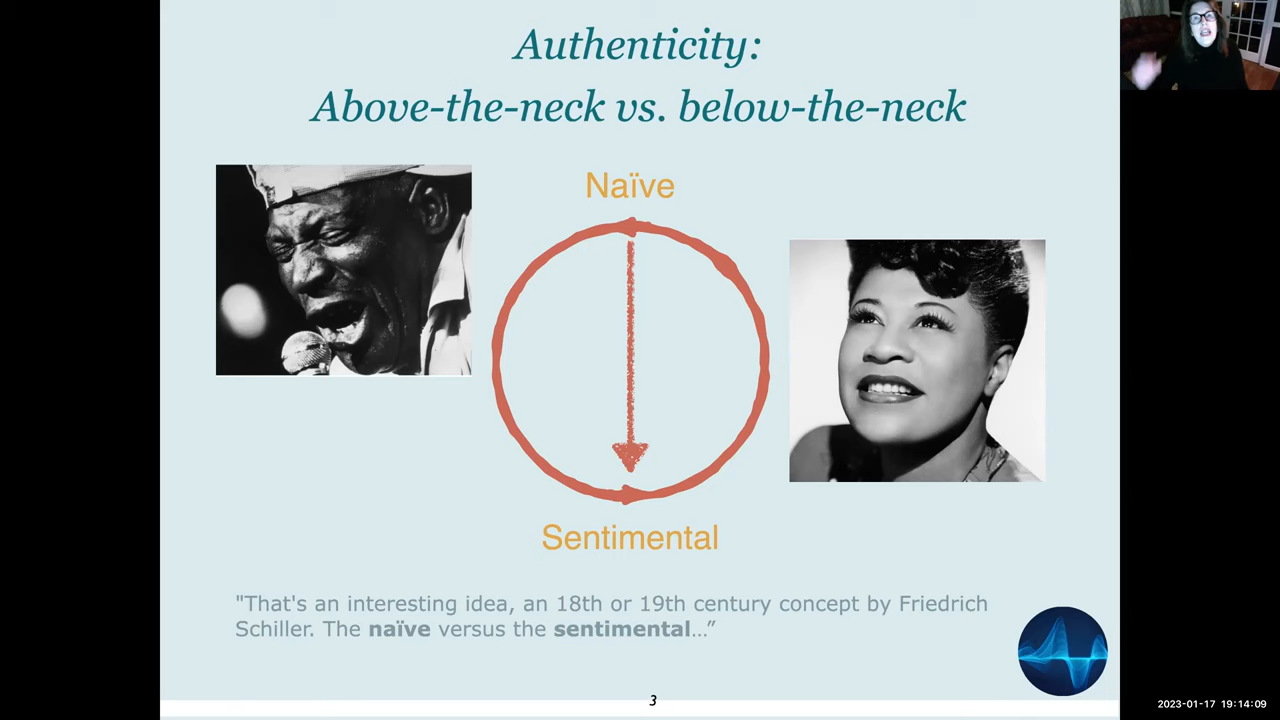 Authenticity:
Above-the-neck vs. below-the-neck
Naïve
Sentimental
"That's an interesting idea, an 18th or 19th century concept by Friedrich
Schiller. The naïve versus the sentimental…”
3
2023-01-17 19:14:09